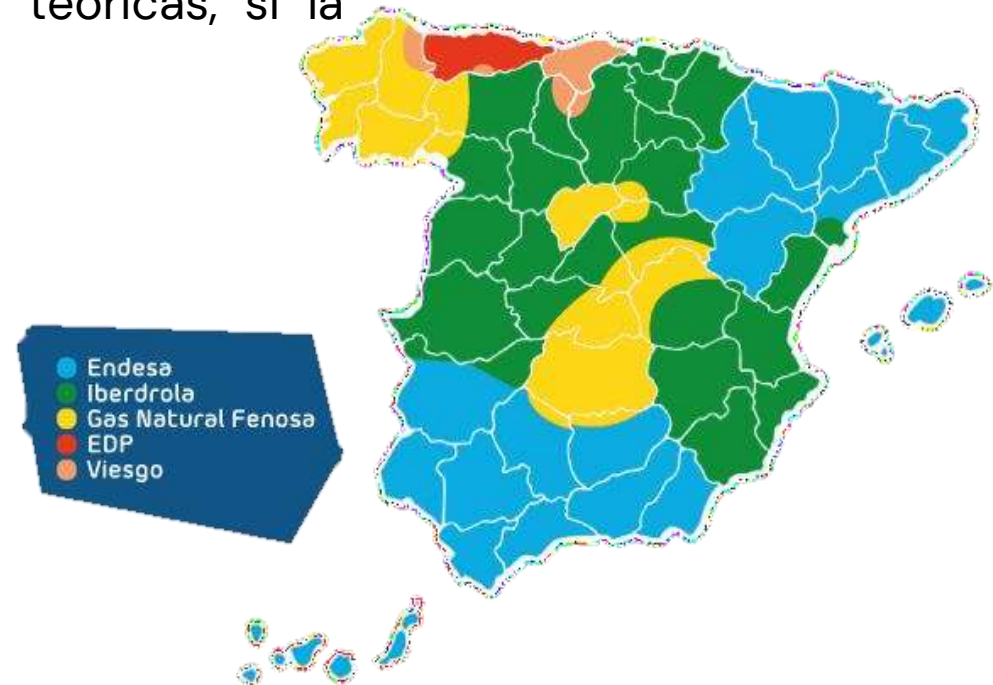 teóricas, si la
Endesa
Iberdrola
Gas Natural Fenosa
EDP
Viesgo